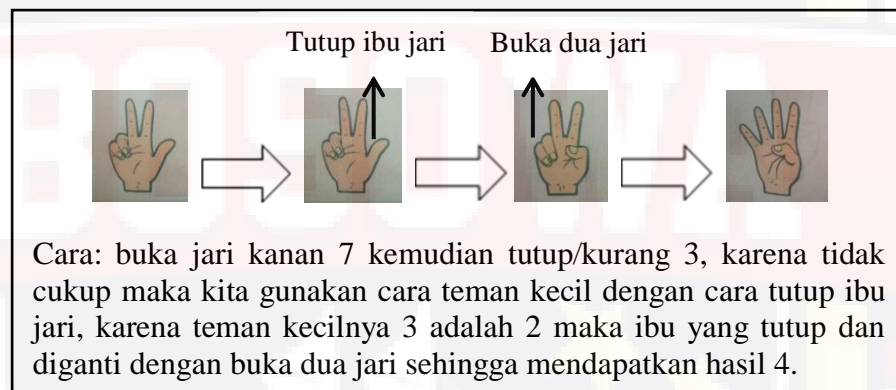 Tutup ibu jari Buka dua jari
Cara: buka jari kanan 7 kemudian tutup/kurang 3, karena tidak
cukup maka kita gunakan cara teman kecil dengan cara tutup ibu
jari, karena teman kecilnya 3 adalah 2 maka ibu yang tutup dan
diganti dengan buka dua jari sehingga mendapatkan hasil 4.